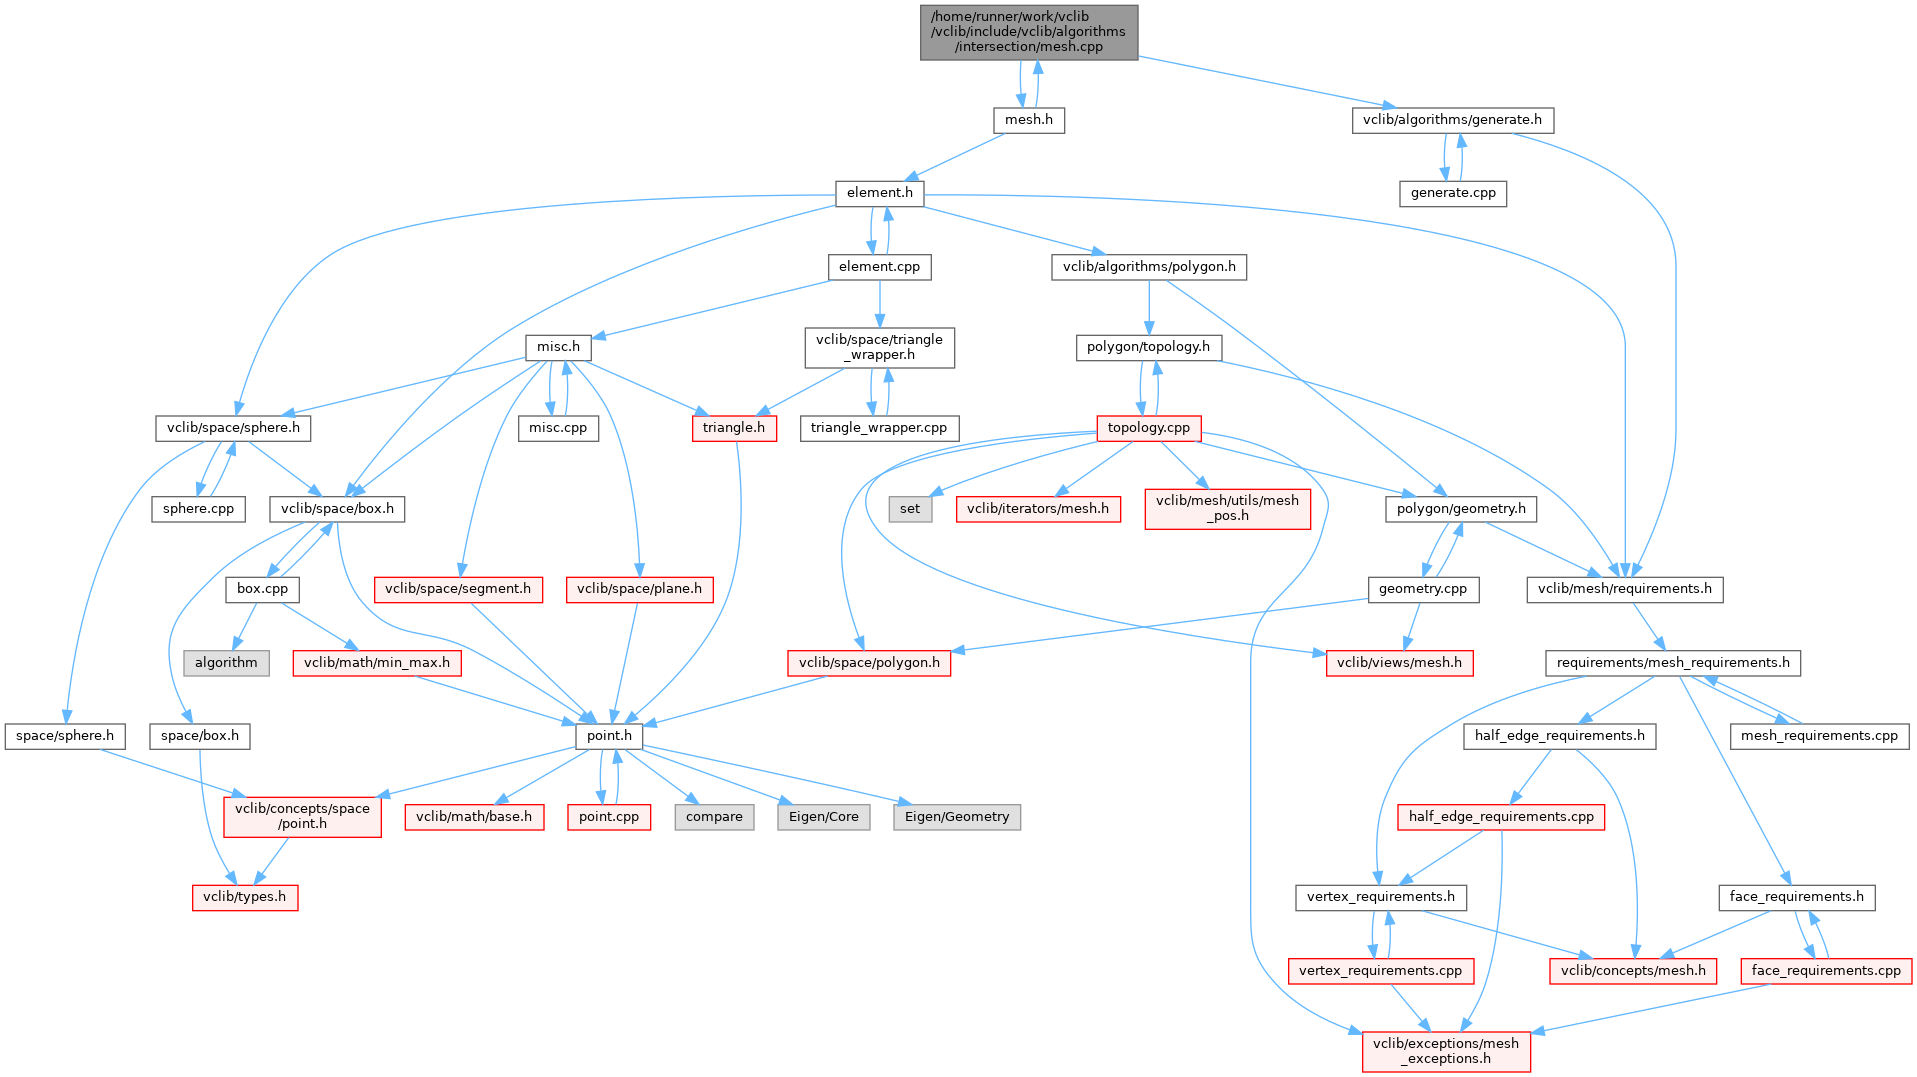 /home/runner/work/vclib
/vclib/include/vclib/algorithms
/intersection/mesh.cpp
mesh.h
vclib/algorithms/generate.h
element.h
generate.cpp
element.cpp
vclib/algorithms/polygon.h
misc.h
vclib/space/triangle
_wrapper.h
polygon/topology.h
vclib/space/sphere.h
misc.cpp
triangle.h
triangle_wrapper.cpp
topology.cpp
sphere.cpp
vclib/space/box.h
set
vclib/iterators/mesh.h
vclib/mesh/utils/mesh
_pos.h
polygon/geometry.h
box.cpp
vclib/space/segment.h
vclib/space/plane.h
geometry.cpp
vclib/mesh/requirements.h
algorithm
vclib/math/min_max.h
vclib/space/polygon.h
vclib/views/mesh.h
requirements/mesh_requirements.h
space/sphere.h
space/box.h
point.h
half_edge_requirements.h
mesh_requirements.cpp
vclib/concepts/space
/point.h
vclib/math/base.h
point.cpp
compare
Eigen/Core
Eigen/Geometry
half_edge_requirements.cpp
vclib/types.h
vertex_requirements.h
face_requirements.h
vertex_requirements.cpp
vclib/concepts/mesh.h
face_requirements.cpp
vclib/exceptions/mesh
_exceptions.h